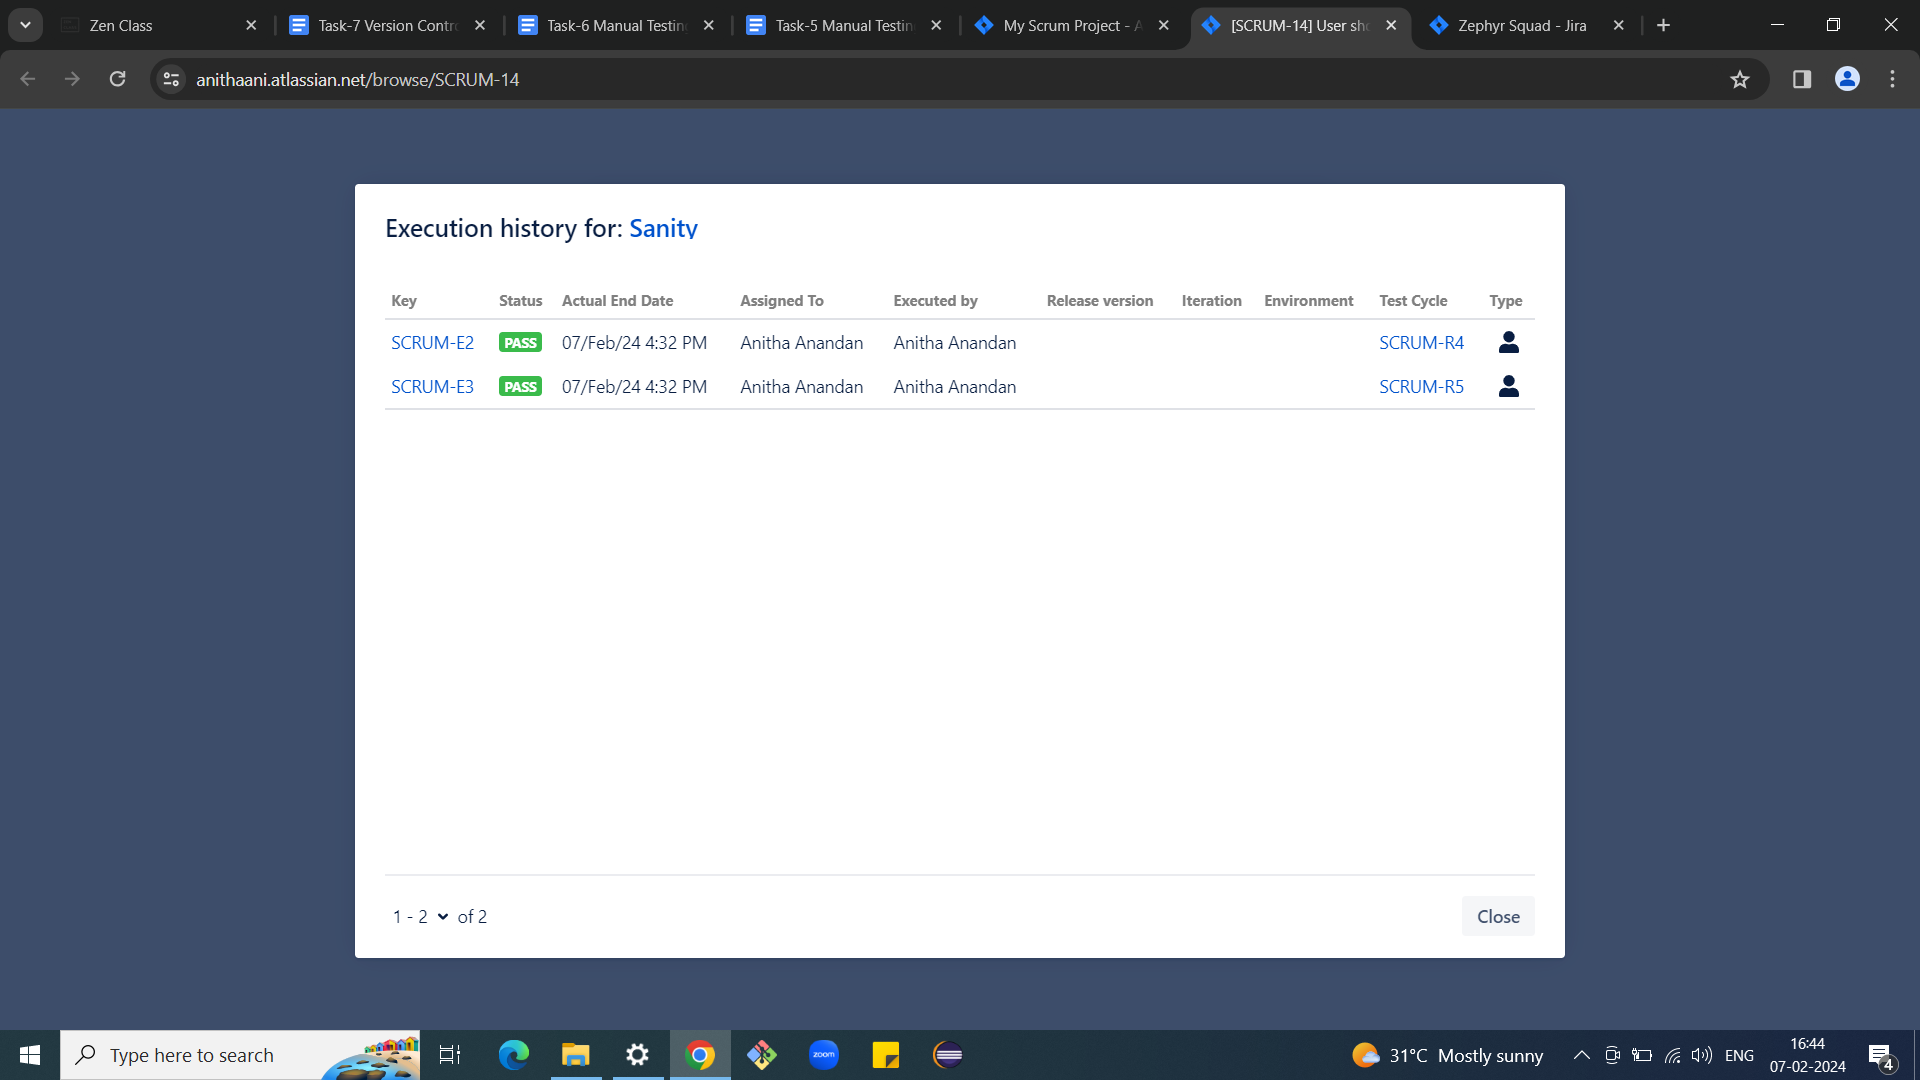 Zen Class
Task-7 Version Contro
Task-6 Manual Testing
Task-5 Manual Testin
My Scrum Project - A
[SCRUM-14] User sho
Zephyr Squad - Jira
anithaani.atlassian.net/browse/SCRUM-14
Execution history for: Sanity
Key Status Actual End Date Assigned To Executed by Release version Iteration Environment Test Cycle Type
SCRUM-E2 PASS 07/Feb/24 4:32 PM Anitha Anandan Anitha Anandan SCRUM-R4
SCRUM-E3 PASS 07/Feb/24 4:32 PM Anitha Anandan Anitha Anandan SCRUM-R5
1 - 2 of 2
Close
Type here to search
zoom
31°C Mostly sunny
ENG
16:44
07-02-2024
4